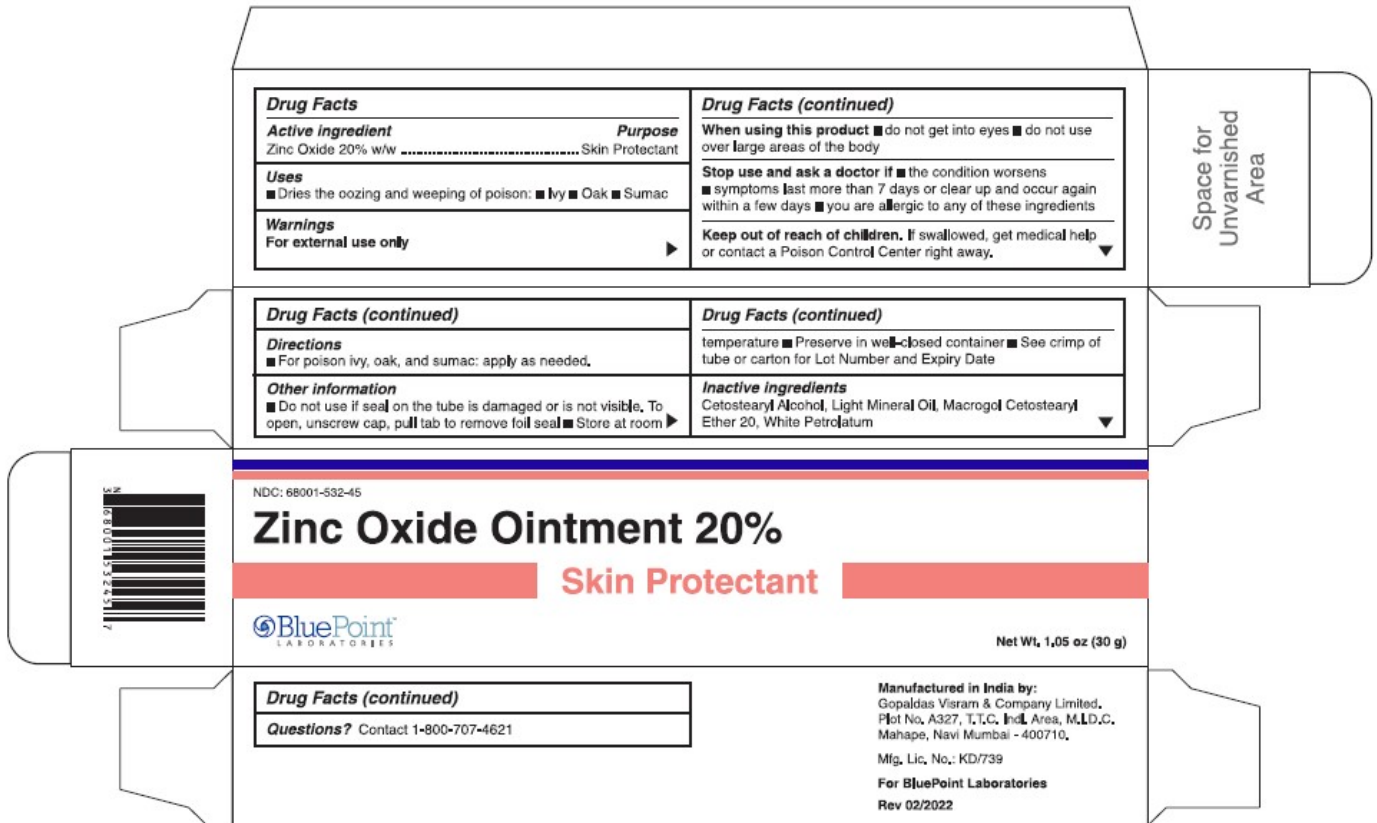 Drug Facts
Active ingredient Purpose
Zinc Oxide 20% w/w ............................................ Skin Protectant
Uses
■ Dries the oozing and weeping of poison: ■ Ivy ■ Oak ■ Sumac
Warnings
For external use only
Drug Facts (continued)
When using this product ■ do not get into eyes ■ do not use
over large areas of the body
Stop use and ask a doctor if ■ the condition worsens
■ symptoms last more than 7 days or clear up and occur again
within a few days ■ you are allergic to any of these ingredients
Keep out of reach of children. If swallowed, get medical help
or contact a Poison Control Center right away.
Space for
Unvarnished
Area
Drug Facts (continued)
Directions
■ For poison ivy, oak, and sumac: apply as needed.
Other information
■ Do not use if seal on the tube is damaged or is not visible. To
open, unscrew cap, pull tab to remove foil seal ■ Store at room
Drug Facts (continued)
temperature ■ Preserve in well-closed container ■ See crimp of
tube or carton for Lot Number and Expiry Date
Inactive ingredients
Cetostearyl Alcohol, Light Mineral Oil, Macrogol Cetostearyl
Ether 20, White Petrolatum
N
3 68001 53245 7
NDC: 68001-532-45
Zinc Oxide Ointment 20%
Skin Protectant
BluePoint™
LABORATORIES
Net Wt. 1.05 oz (30 g)
Drug Facts (continued)
Questions? Contact 1-800-707-4621
Manufactured in India by:
Gopaldas Visram & Company Limited.
Plot No. A327, T.T.C. Indl. Area, M.I.D.C.
Mahape, Navi Mumbai - 400710.
Mfg. Lic. No.: KD/739
For BluePoint Laboratories
Rev 02/2022